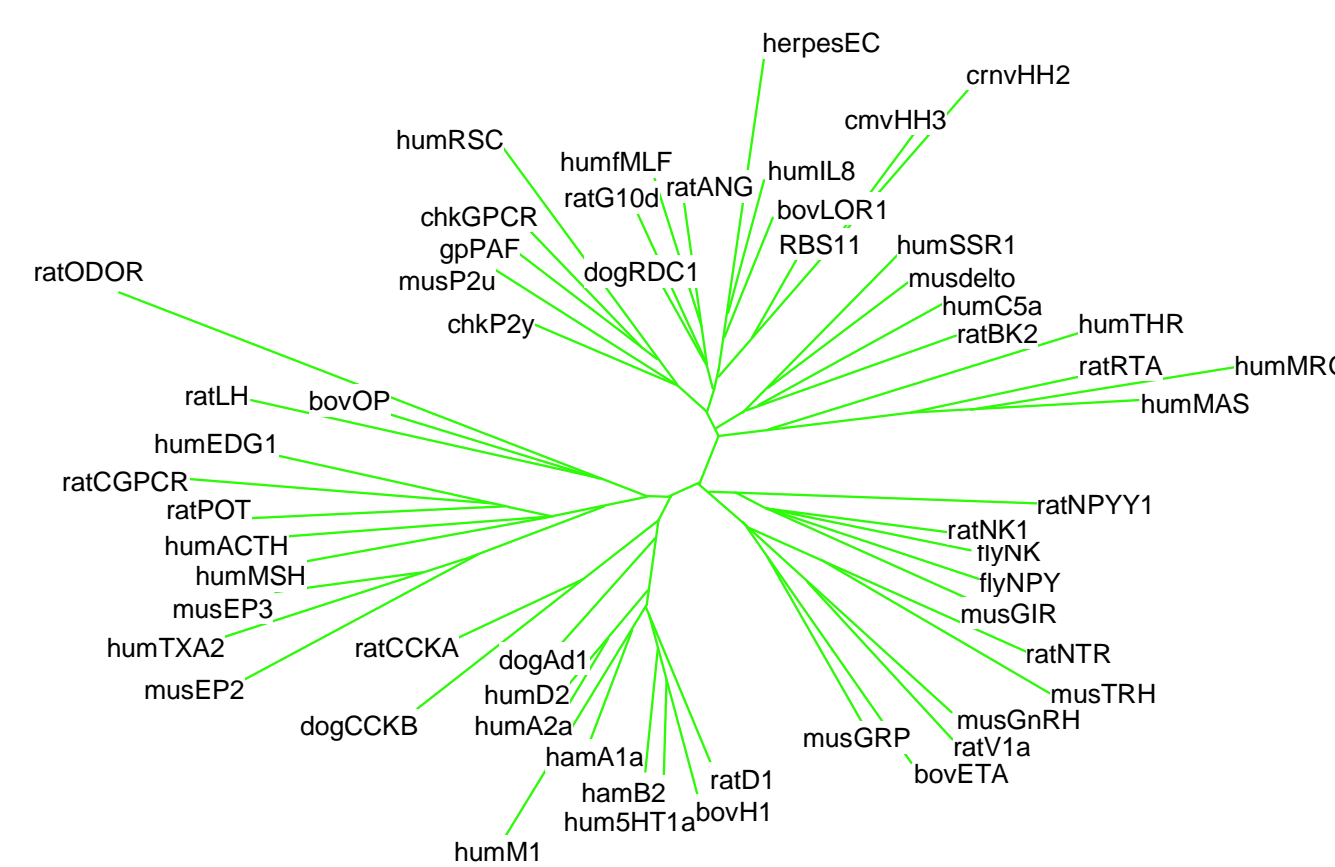 herpesEC
crnvHH2
cmvHH3
humRSC
humfMLF
humIL8
ratG10d
ratANG
chkGPCR
bovLOR1
gpPAF
RBS11
humSSR1
ratODOR
dogRDC1
musP2u
musdelto
humC5a
chkP2y
ratBK2
humTHR
ratRTA
humMRG
ratLH
bovOP
humMAS
humEDG1
ratCGPCR
ratPOT
ratNPYY1
ratNK1
humACTH
flyNK
humMSH
flyNPY
musEP3
musGIR
humTXA2
ratCCKA
dogAd1
ratNTR
musEP2
humD2
musTRH
dogCCKB
humA2a
musGnRH
musGRP
ratV1a
hamA1a
bovETA
ratD1
hamB2
hum5HT1a
bovH1
humM1